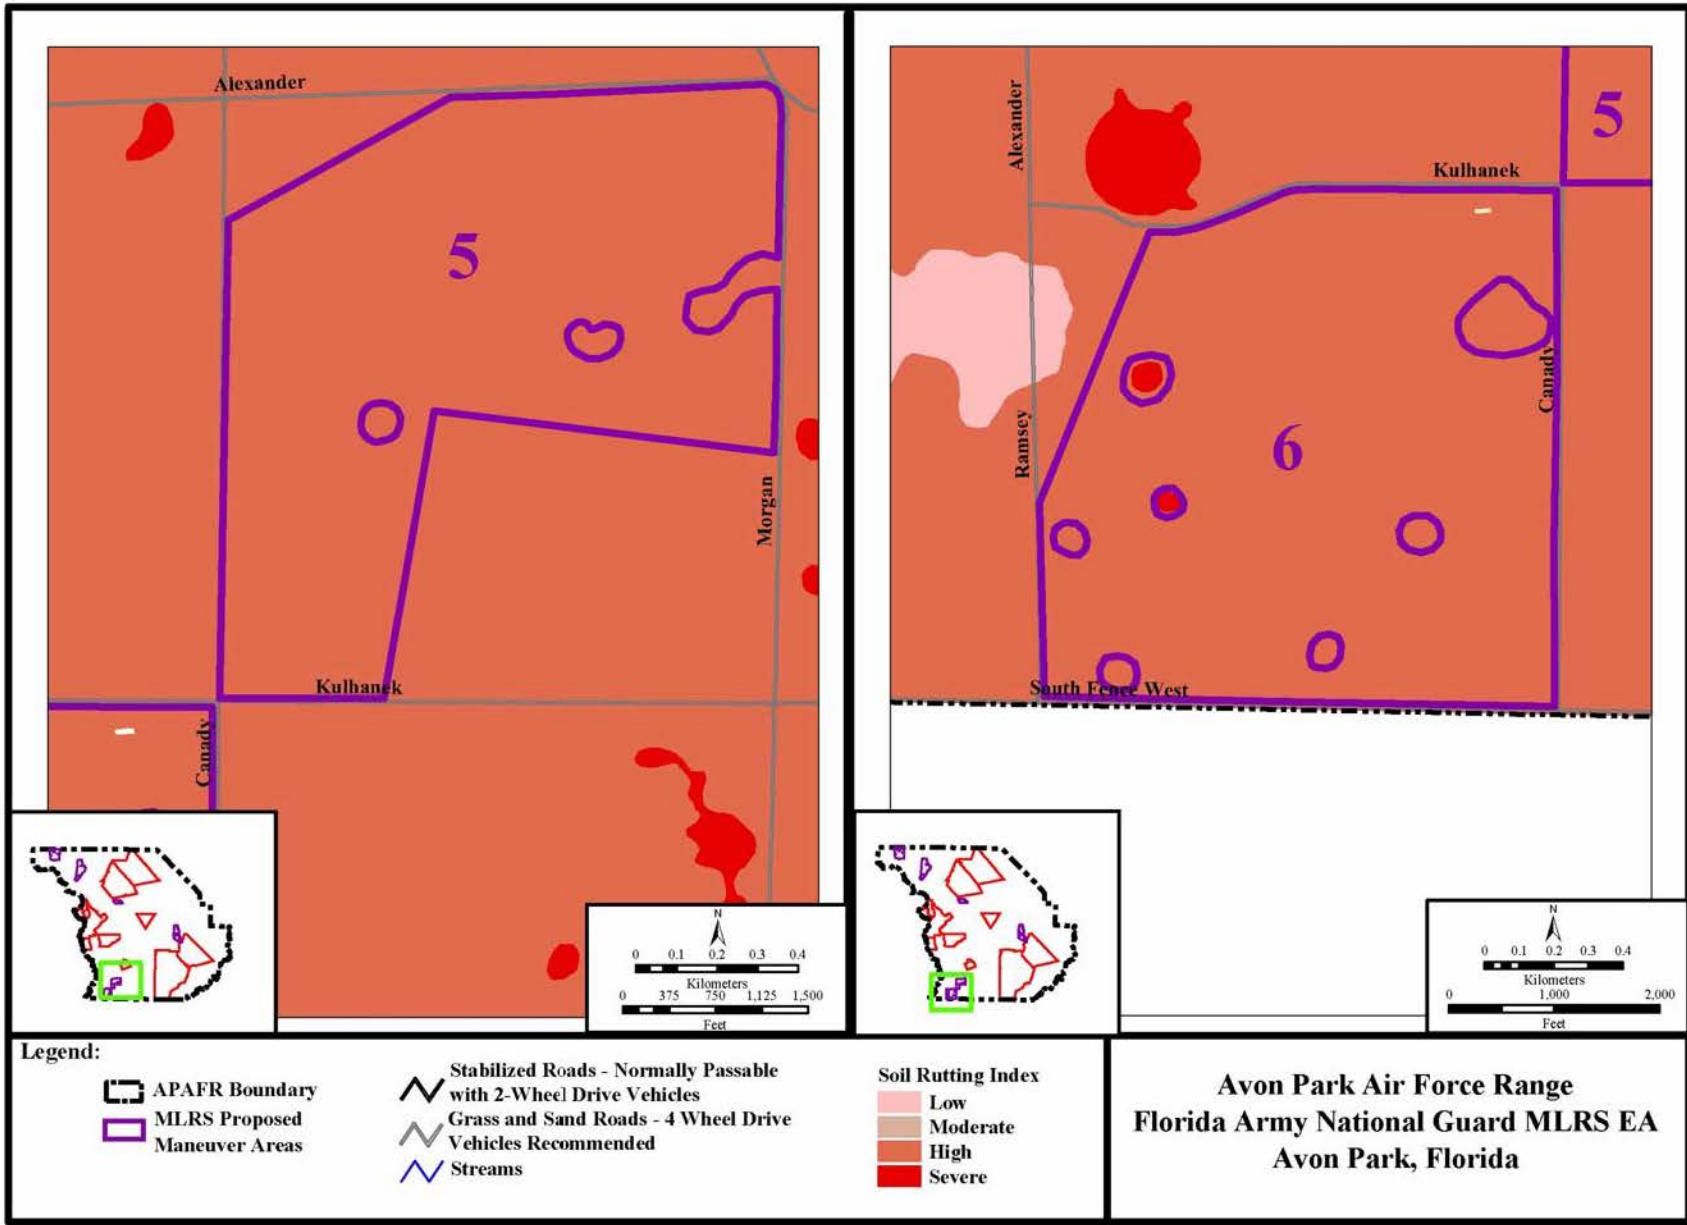 Alexander
5
Morgan
Kulhanek
Canady
N
0 0.1 0.2 0.3 0.4
Kilometers
0 375 750 1,125 1,500
Feet
Alexander
5
Kulhanek
Canady
Ramsey
6
South Fence West
N
0 0.1 0.2 0.3 0.4
Kilometers
0 1,000 2,000
Feet
Legend:
APAFR Boundary
MLRS Proposed
Maneuver Areas
Stabilized Roads - Normally Passable
with 2-Wheel Drive Vehicles
Grass and Sand Roads - 4 Wheel Drive
Vehicles Recommended
Streams
Soil Rutting Index
Low
Moderate
High
Severe
Avon Park Air Force Range
Florida Army National Guard MLRS EA
Avon Park, Florida